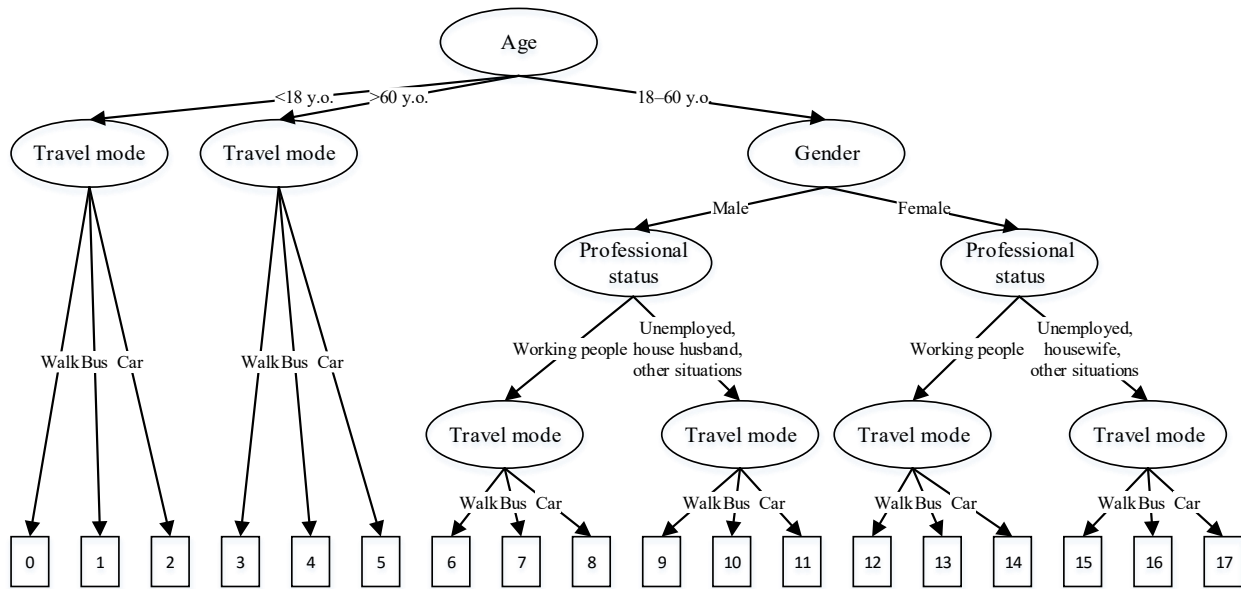 Age
<18 y.o.
>60 y.o.
18–60 y.o.
Travel mode
Travel mode
Gender
Male
Female
Professional
status
Professional
status
Walk Bus Car
Walk Bus Car
Working people
Unemployed,
house husband,
other situations
Working people
Unemployed,
housewife,
other situations
Travel mode
Travel mode
Travel mode
Travel mode
Walk Bus Car
Walk Bus Car
Walk Bus Car
Walk Bus Car
0 1 2 3 4 5 6 7 8 9 10 11 12 13 14 15 16 17